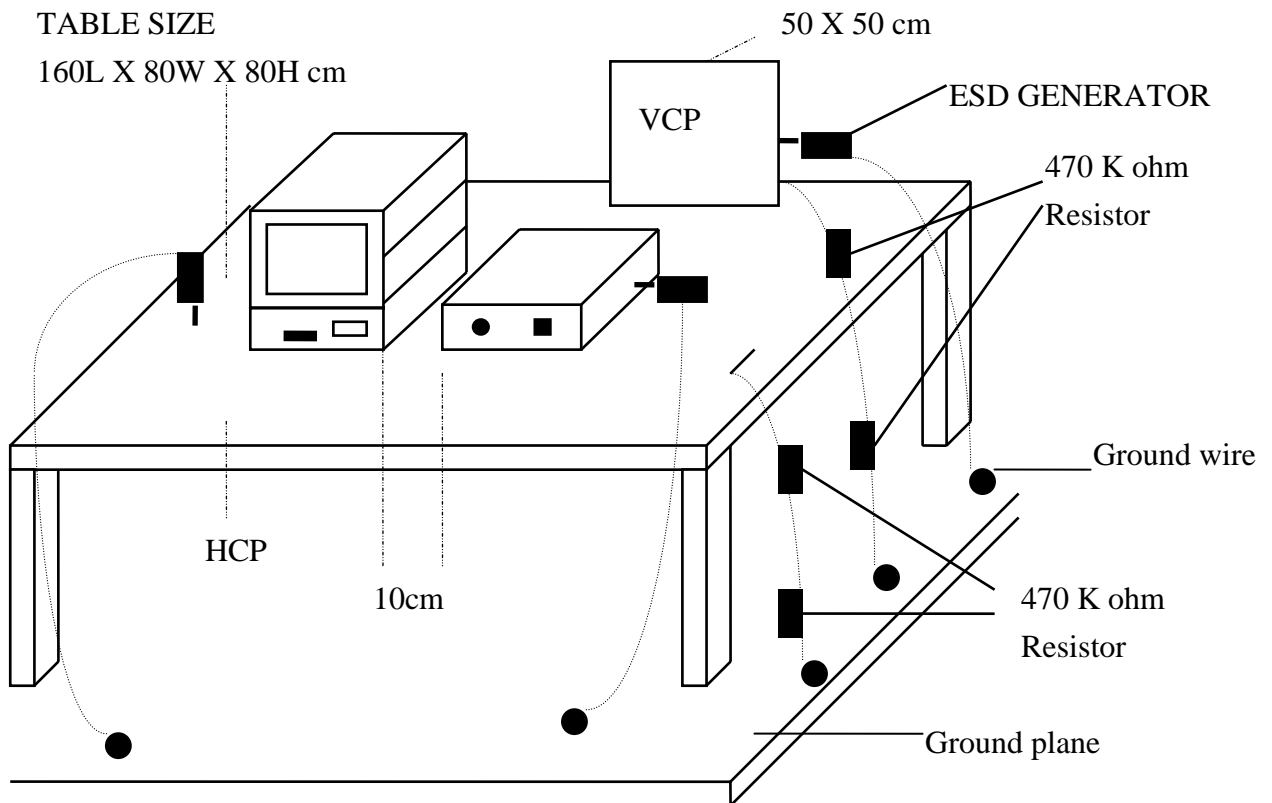 TABLE SIZE
160L X 80W X 80H cm
50 X 50 cm
VCP
ESD GENERATOR
470 K ohm
Resistor
Ground wire
HCP
10cm
470 K ohm
Resistor
Ground plane